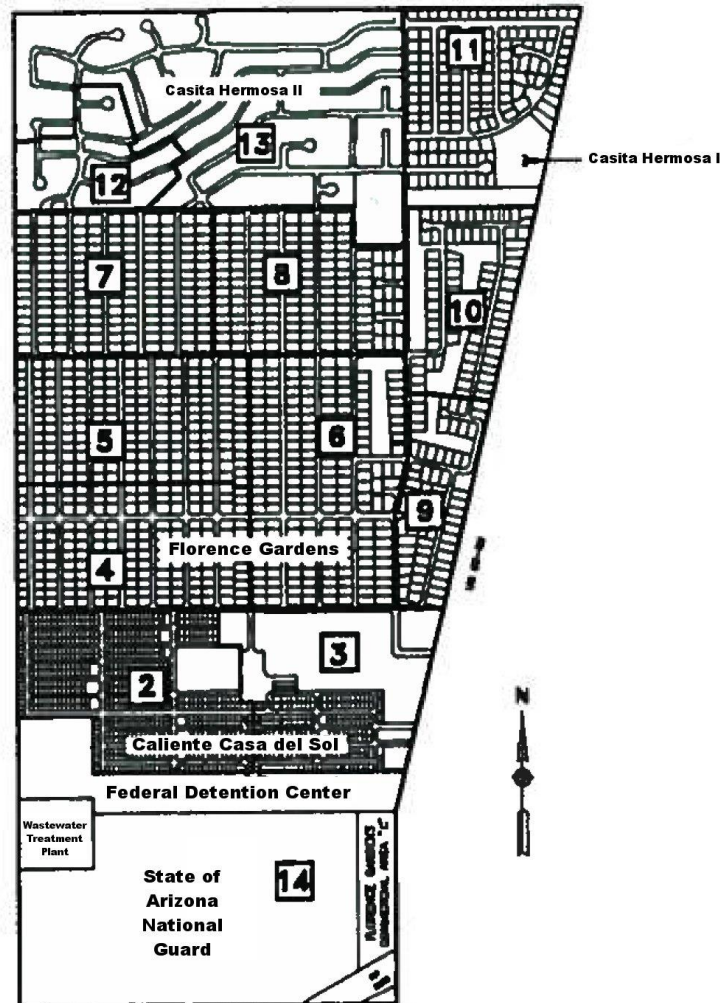 11
Casita Hermosa II
13
Casita Hermosa I
12
7
8
10
5
6
9
Florence Gardens
4
3
2
N
Caliente Casa del Sol
Federal Detention Center
Wastewater
Treatment
Plant
State of
Arizona
National
Guard
14
FLORENCE GARDENS
COMMERCIAL AREA "C"